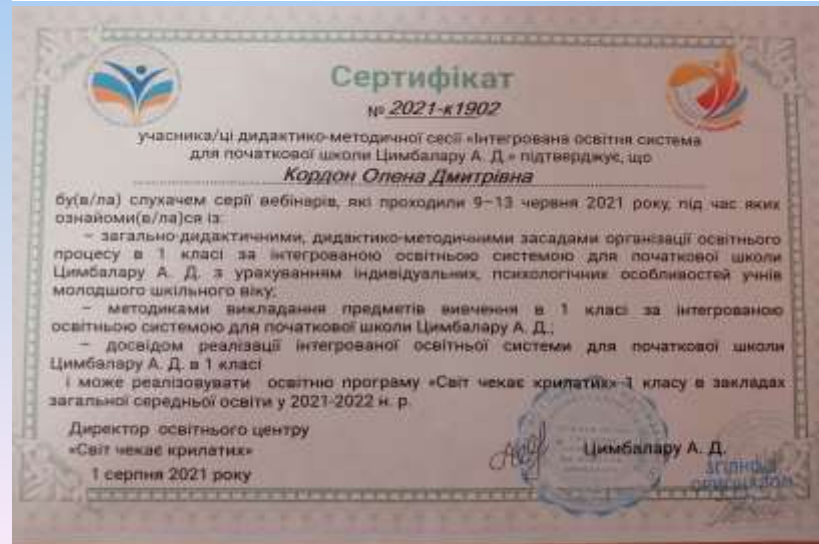 Сертифікат
№ 2021-к1902
учасника/ці дидактико-методичної сесії «Інтегрована освітня система
для початкової школи Цимбалару А. Д.» підтверджує, що
Кордон Олена Дмитрівна
бу(в/ла) слухачем серії вебінарів, які проходили 9–13 червня 2021 року, під час яких
ознайоми(в/ла)ся із:
– загально-дидактичними, дидактико-методичними засадами організації освітнього
процесу в 1 класі за інтегрованою освітньою системою для початкової школи
Цимбалару А. Д. з урахуванням індивідуальних, психологічних особливостей учнів
молодшого шкільного віку;
– методиками викладання предметів вивчення в 1 класі за інтегрованою
освітньою системою для початкової школи Цимбалару А. Д.;
– досвідом реалізації інтегрованої освітньої системи для початкової школи
Цимбалару А. Д. в 1 класі
і може реалізовувати освітню програму «Світ чекає крилатих» 1 класу в закладах
загальної середньої освіти у 2021-2022 н. р.
Директор освітнього центру
«Світ чекає крилатих» Цимбалару А. Д.
1 серпня 2021 року
ЗГІДНО З
ОРИГІНАЛОМ